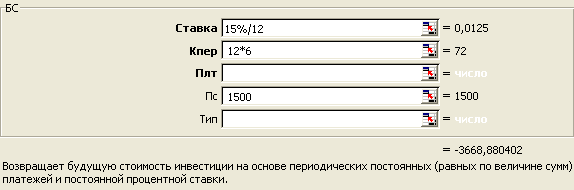 БС
Ставка 15%/12 = 0,0125
Кпер 12*6 = 72
Плт = число
Пс 1500 = 1500
Тип = число
= -3668,880402
Возвращает будущую стоимость инвестиции на основе периодических постоянных (равных по величине сумм)
платежей и постоянной процентной ставки.